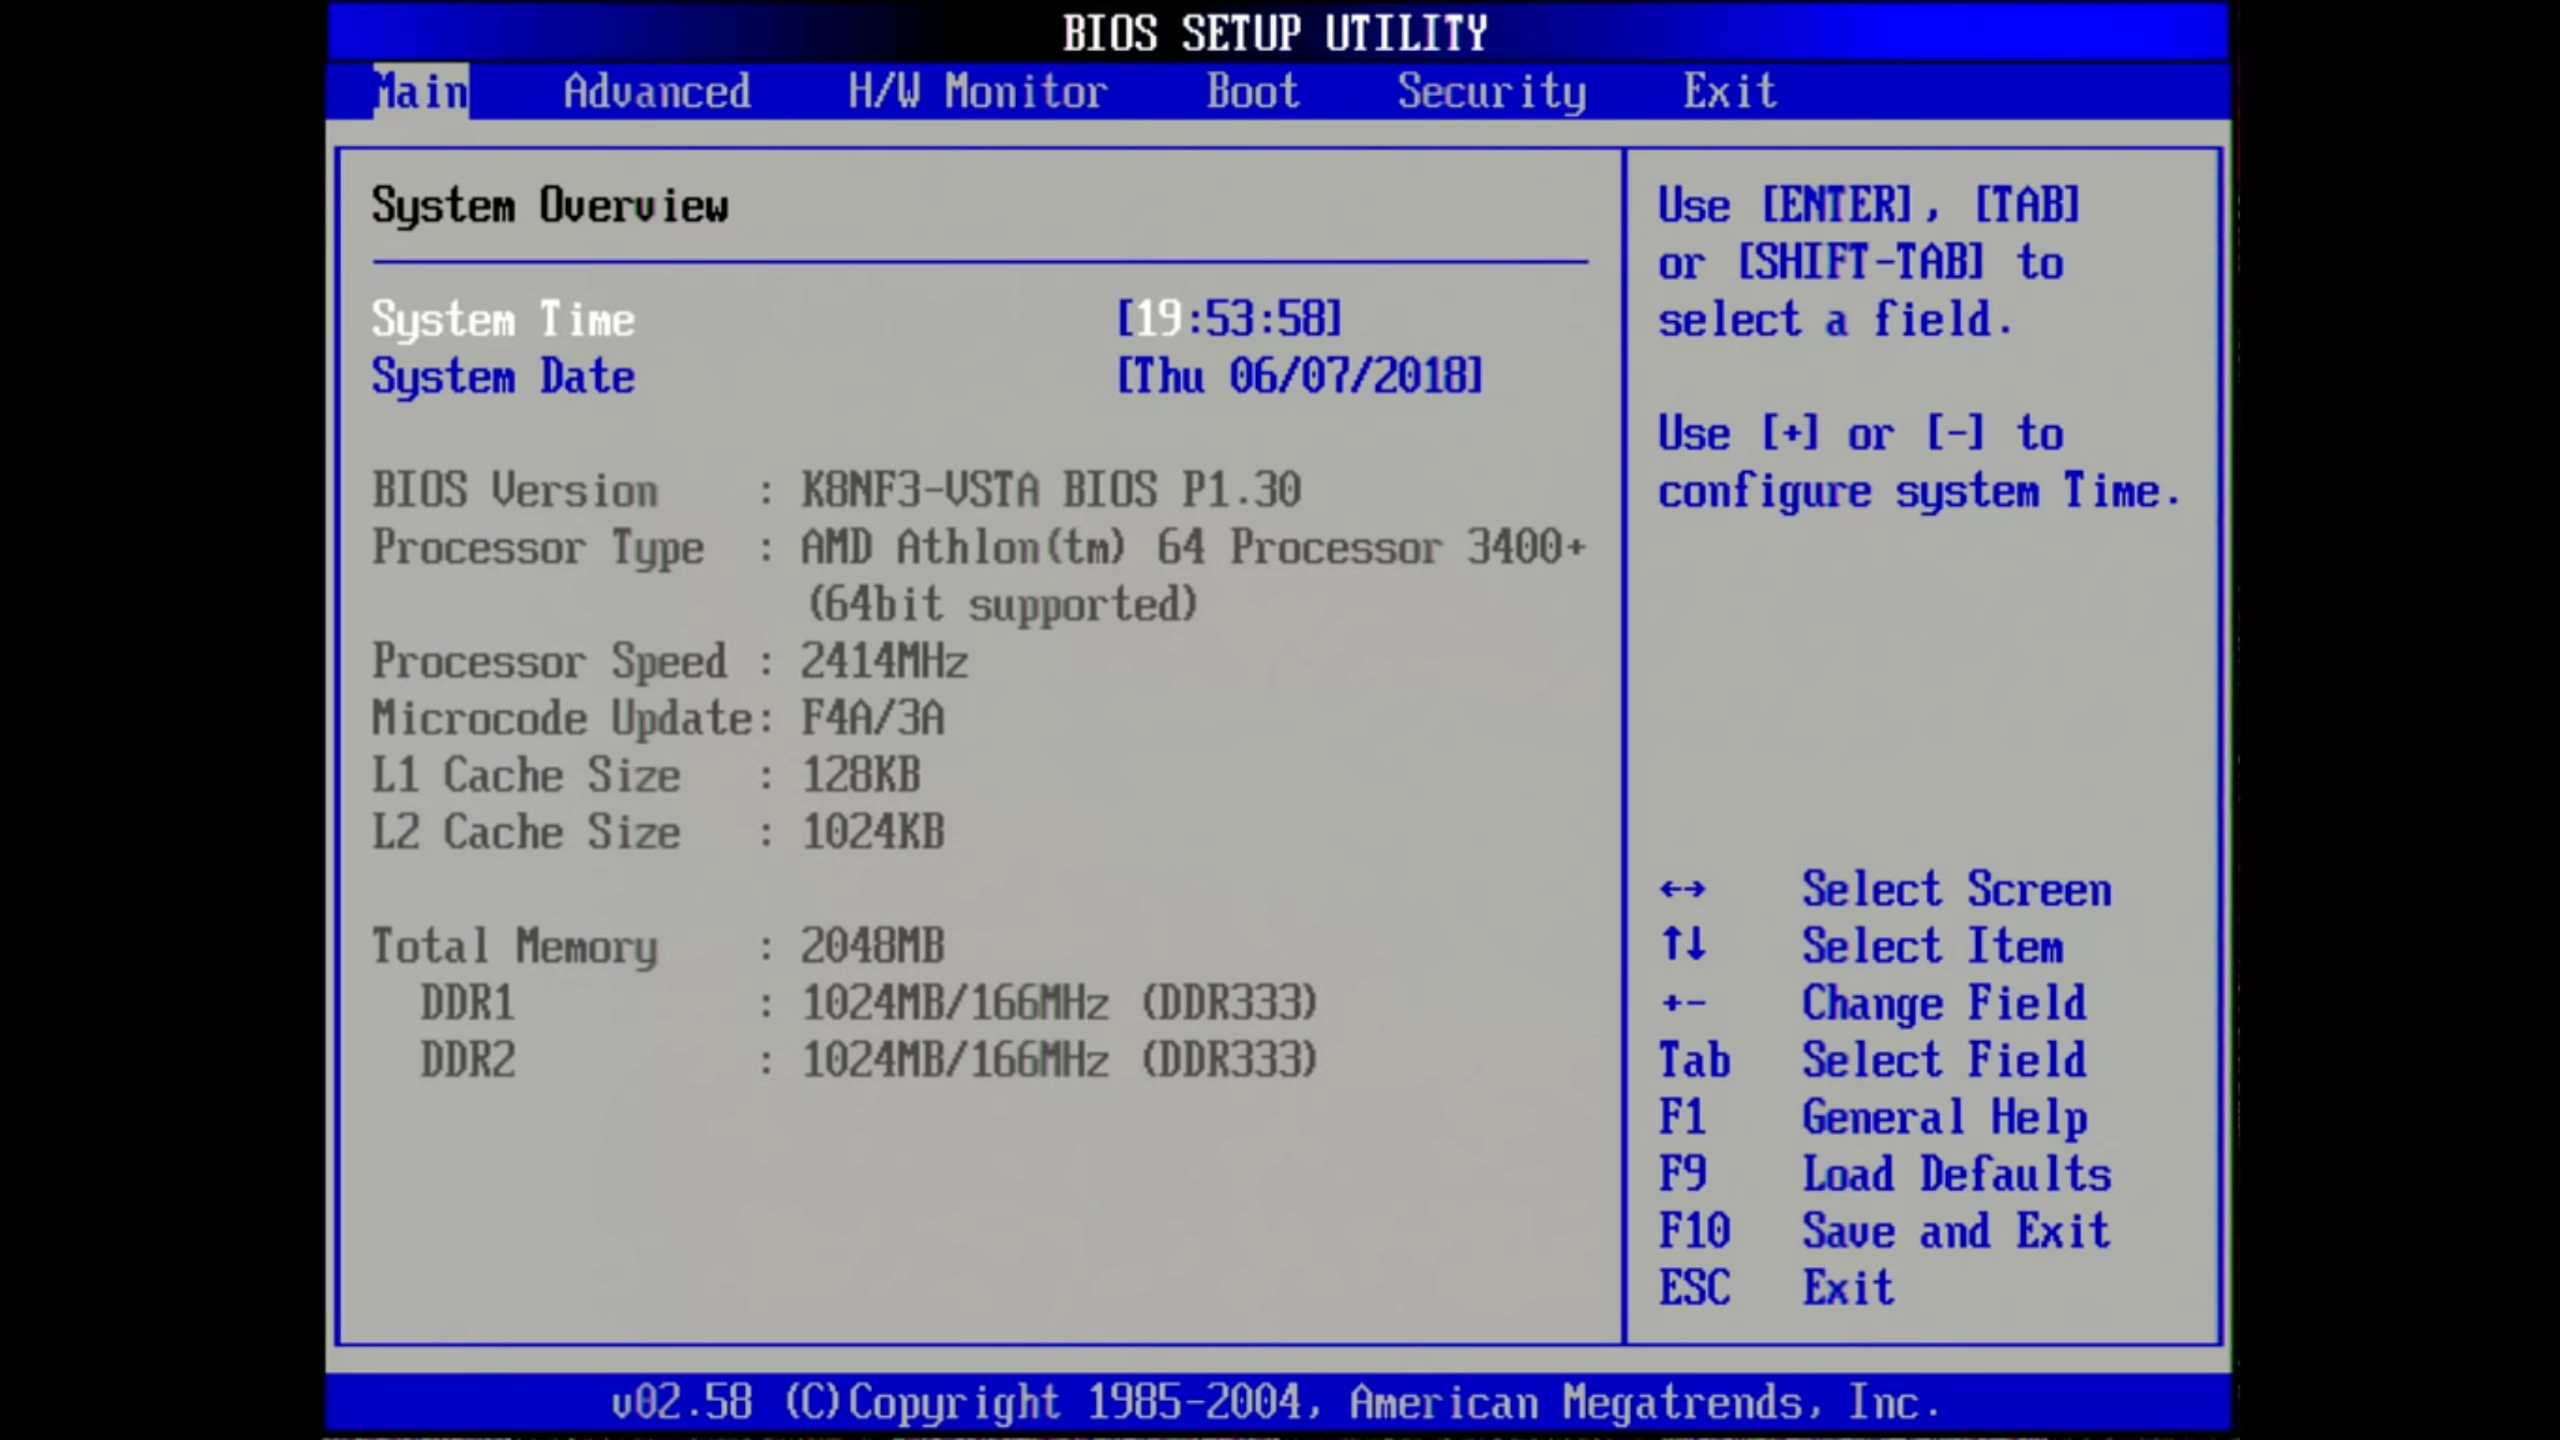 BIOS SETUP UTILITY
Main Advanced H/W Monitor Boot Security Exit
System Overview
System Time [19:53:58]
System Date [Thu 06/07/2018]
BIOS Version : K8NF3-VSTA BIOS P1.30
Processor Type : AMD Athlon(tm) 64 Processor 3400+
(64bit supported)
Processor Speed : 2414MHz
Microcode Update: F4A/3A
L1 Cache Size : 128KB
L2 Cache Size : 1024KB
Total Memory : 2048MB
DDR1 : 1024MB/166MHz (DDR333)
DDR2 : 1024MB/166MHz (DDR333)
Use [ENTER], [TAB]
or [SHIFT-TAB] to
select a field.
Use [+] or [-] to
configure system Time.
↔ Select Screen
↑↓ Select Item
+- Change Field
Tab Select Field
F1 General Help
F9 Load Defaults
F10 Save and Exit
ESC Exit
v02.58 (C)Copyright 1985-2004, American Megatrends, Inc.